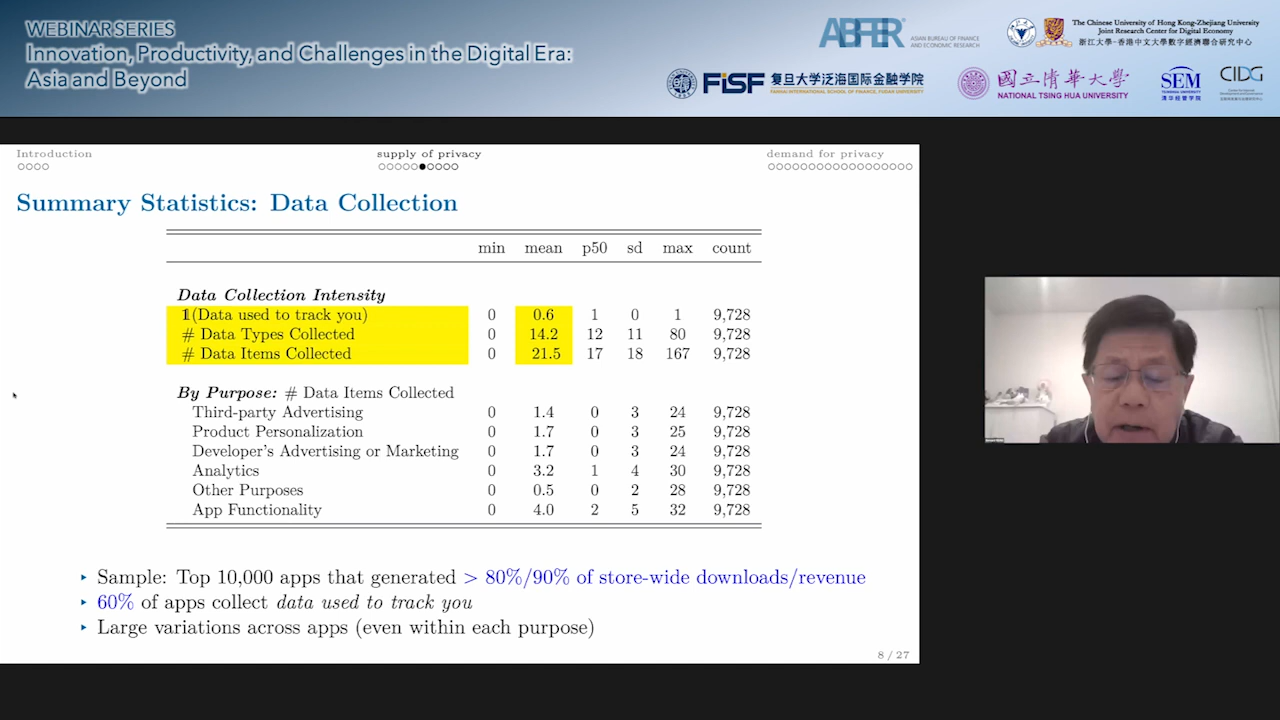 WEBINAR SERIES
Innovation, Productivity, and Challenges in the Digital Era:
Asia and Beyond
ABFER
ASIAN BUREAU OF FINANCE
AND ECONOMIC RESEARCH
The Chinese University of Hong Kong-Zhejiang University
Joint Research Center for Digital Economy
浙江大學-香港中文大學數字經濟聯合研究中心
FISF 复旦大学泛海国际金融学院
FANHAI INTERNATIONAL SCHOOL OF FINANCE, FUDAN UNIVERSITY
國立清華大學
NATIONAL TSING HUA UNIVERSITY
SEM
TSINGHUA UNIVERSITY
清华经管学院
CIDG
Introduction
supply of privacy
demand for privacy
Summary Statistics: Data Collection
min mean p50 sd max count
Data Collection Intensity
1(Data used to track you) 0 0.6 1 0 1 9,728
# Data Types Collected 0 14.2 12 11 80 9,728
# Data Items Collected 0 21.5 17 18 167 9,728
By Purpose: # Data Items Collected
Third-party Advertising 0 1.4 0 3 24 9,728
Product Personalization 0 1.7 0 3 25 9,728
Developer's Advertising or Marketing 0 1.7 0 3 24 9,728
Analytics 0 3.2 1 4 30 9,728
Other Purposes 0 0.5 0 2 28 9,728
App Functionality 0 4.0 2 5 32 9,728
‣ Sample: Top 10,000 apps that generated > 80%/90% of store-wide downloads/revenue
‣ 60% of apps collect data used to track you
‣ Large variations across apps (even within each purpose)
8 / 27